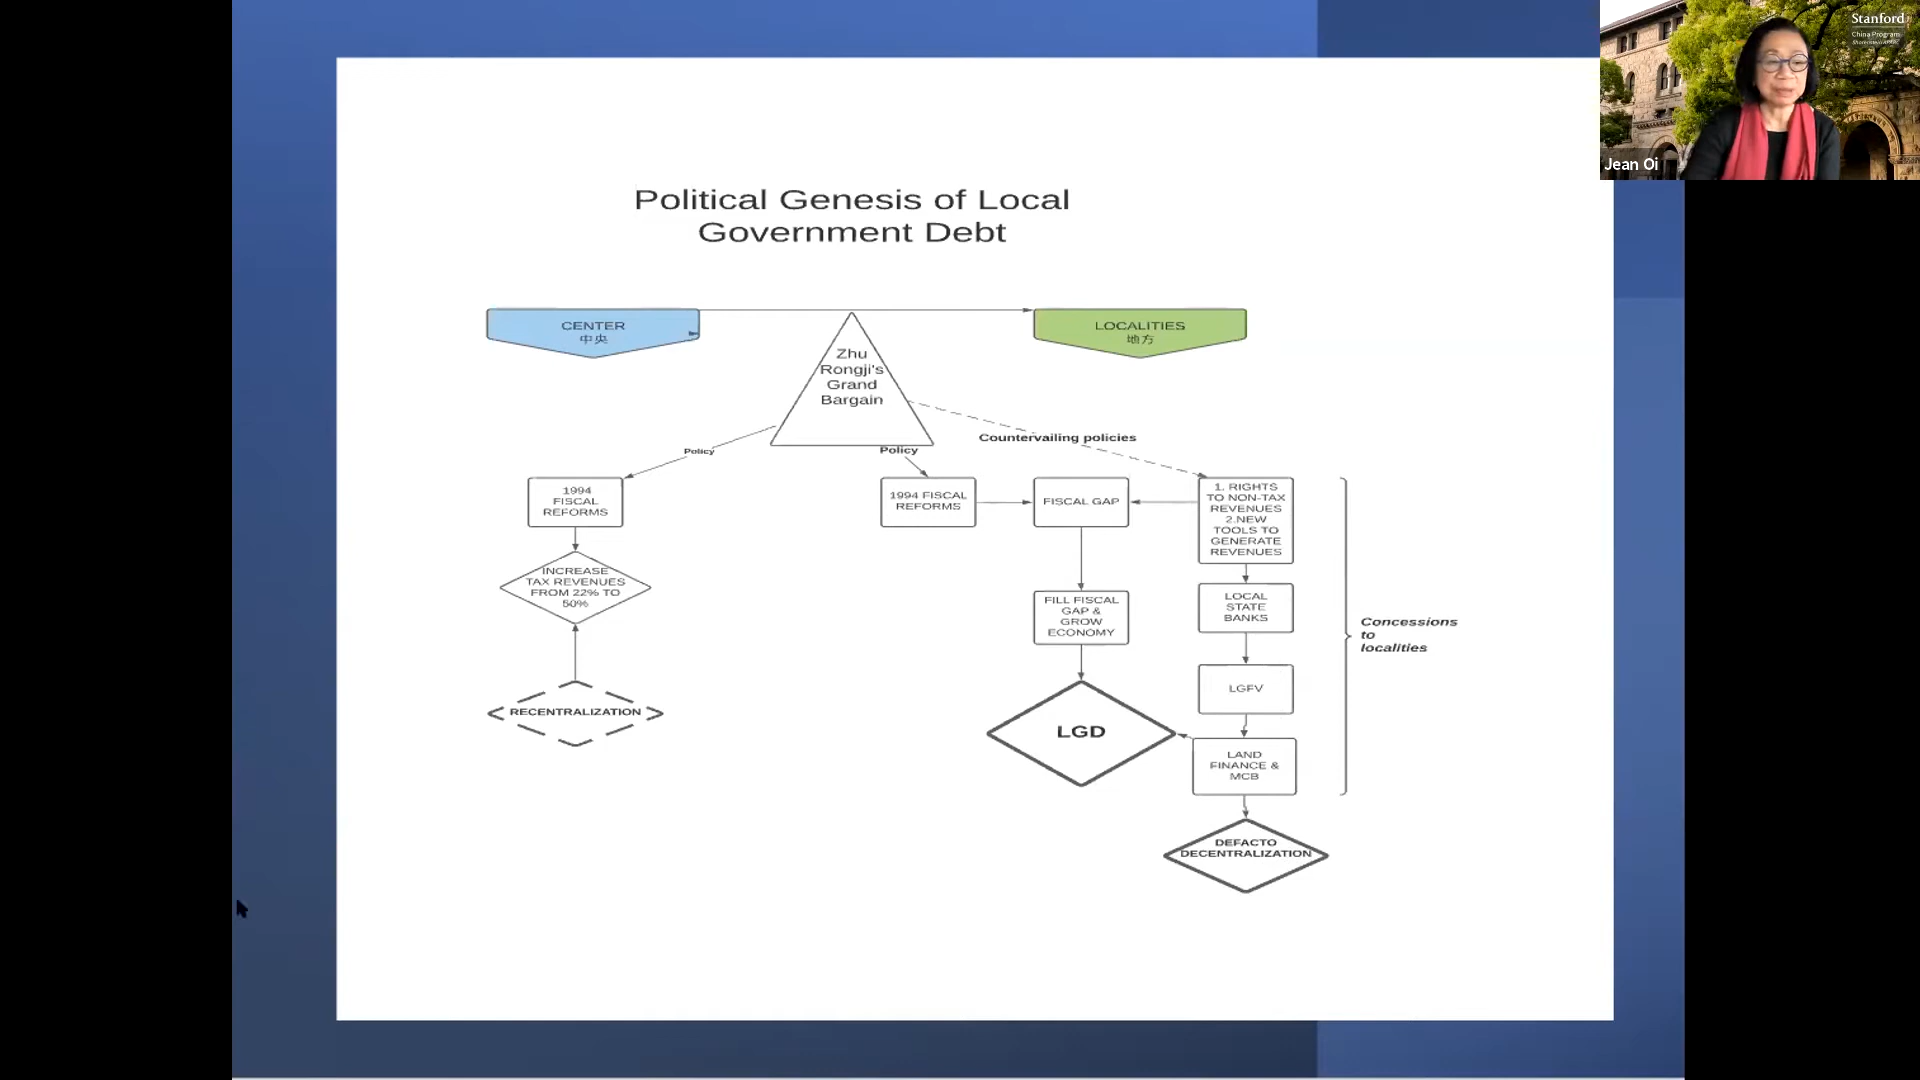 Stanford
China Program
Shorenstein APARC
Jean Oi
Political Genesis of Local
Government Debt
CENTER
中央
LOCALITIES
地方
Zhu
Rongji's
Grand
Bargain
Policy
Policy
Countervailing policies
1994
FISCAL
REFORMS
1994 FISCAL
REFORMS
FISCAL GAP
1. RIGHTS
TO NON-TAX
REVENUES
2.NEW
TOOLS TO
GENERATE
REVENUES
INCREASE
TAX REVENUES
FROM 22% TO
50%
FILL FISCAL
GAP &
GROW
ECONOMY
LOCAL
STATE
BANKS
Concessions
to
localities
LGFV
RECENTRALIZATION
LGD
LAND
FINANCE &
MCB
DEFACTO
DECENTRALIZATION